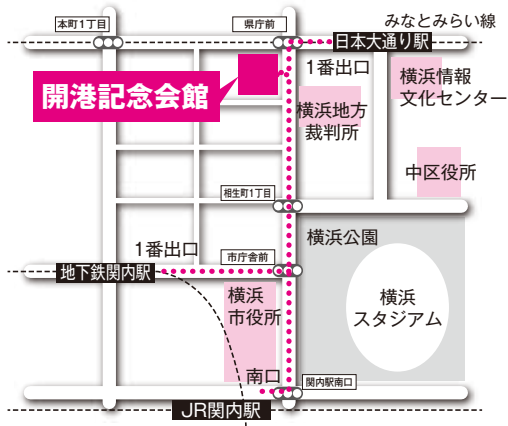 本町1丁目
県庁前
みなとみらい線
日本大通り駅
1番出口
開港記念会館
横浜地方
裁判所
横浜情報
文化センター
中区役所
相生町1丁目
1番出口
市庁舎前
横浜公園
地下鉄関内駅
横浜
市役所
横浜
スタジアム
南口
関内駅南口
JR関内駅